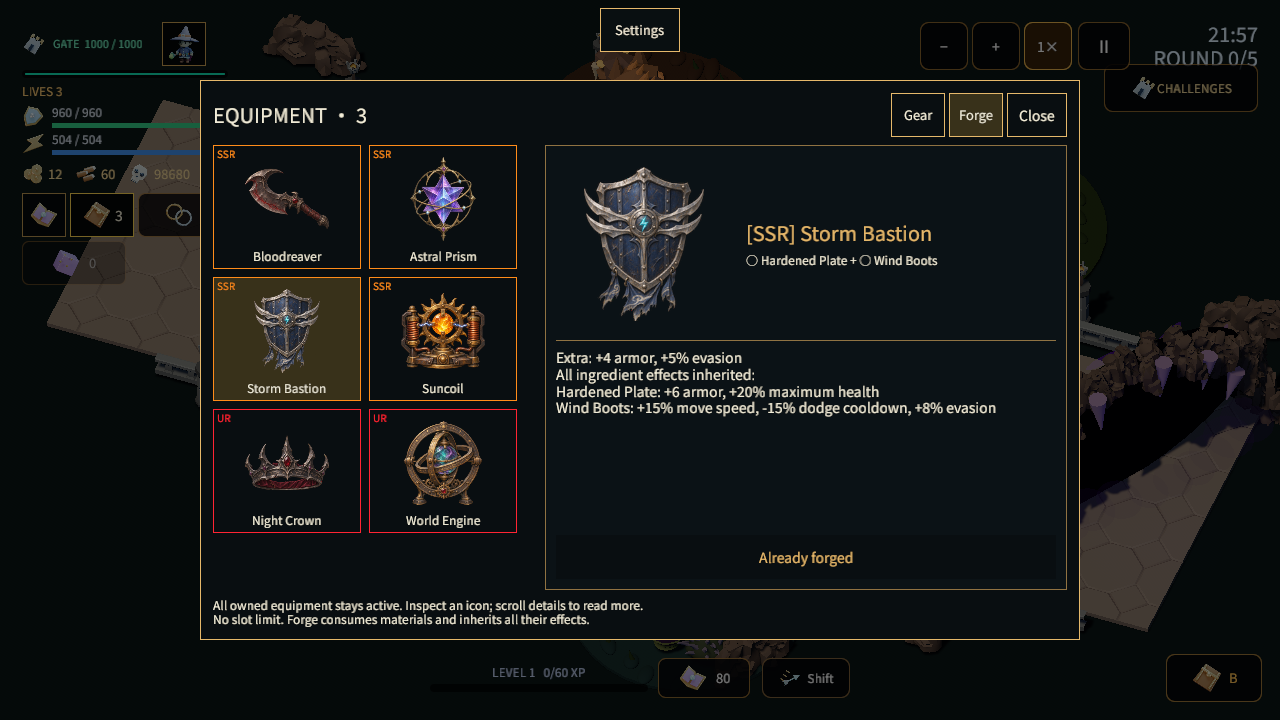 Settings
GATE 1000 / 1000
− + 1× II
21:57
ROUND 0/5
CHALLENGES
LIVES 3
960 / 960
504 / 504
12 60 98680
3
0
EQUIPMENT • 3
Gear Forge Close
SSR
Bloodreaver
SSR
Astral Prism
SSR
Storm Bastion
SSR
Suncoil
UR
Night Crown
UR
World Engine
[SSR] Storm Bastion
Hardened Plate + Wind Boots
Extra: +4 armor, +5% evasion
All ingredient effects inherited:
Hardened Plate: +6 armor, +20% maximum health
Wind Boots: +15% move speed, -15% dodge cooldown, +8% evasion
Already forged
All owned equipment stays active. Inspect an icon; scroll details to read more.
No slot limit. Forge consumes materials and inherits all their effects.
LEVEL 1 0/60 XP
80
Shift
B